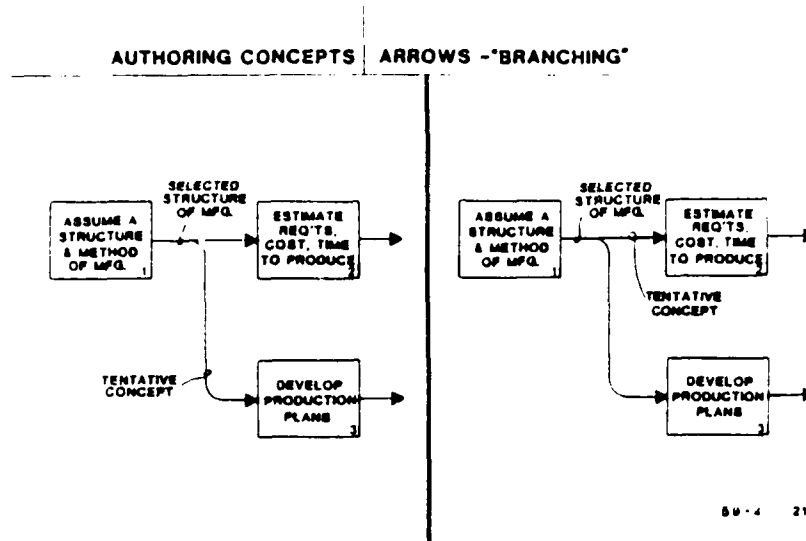 AUTHORING CONCEPTS ARROWS -"BRANCHING"
SELECTED
STRUCTURE
OF MFG.
ASSUME A
STRUCTURE
& METHOD
OF MFG.
1
ESTIMATE
REQ'TS,
COST, TIME
TO PRODUCE
2
TENTATIVE
CONCEPT
DEVELOP
PRODUCTION
PLANS
3
SELECTED
STRUCTURE
OF MFG.
ASSUME A
STRUCTURE
& METHOD
OF MFG.
1
ESTIMATE
REQ'TS,
COST, TIME
TO PRODUCE
2
TENTATIVE
CONCEPT
DEVELOP
PRODUCTION
PLANS
3